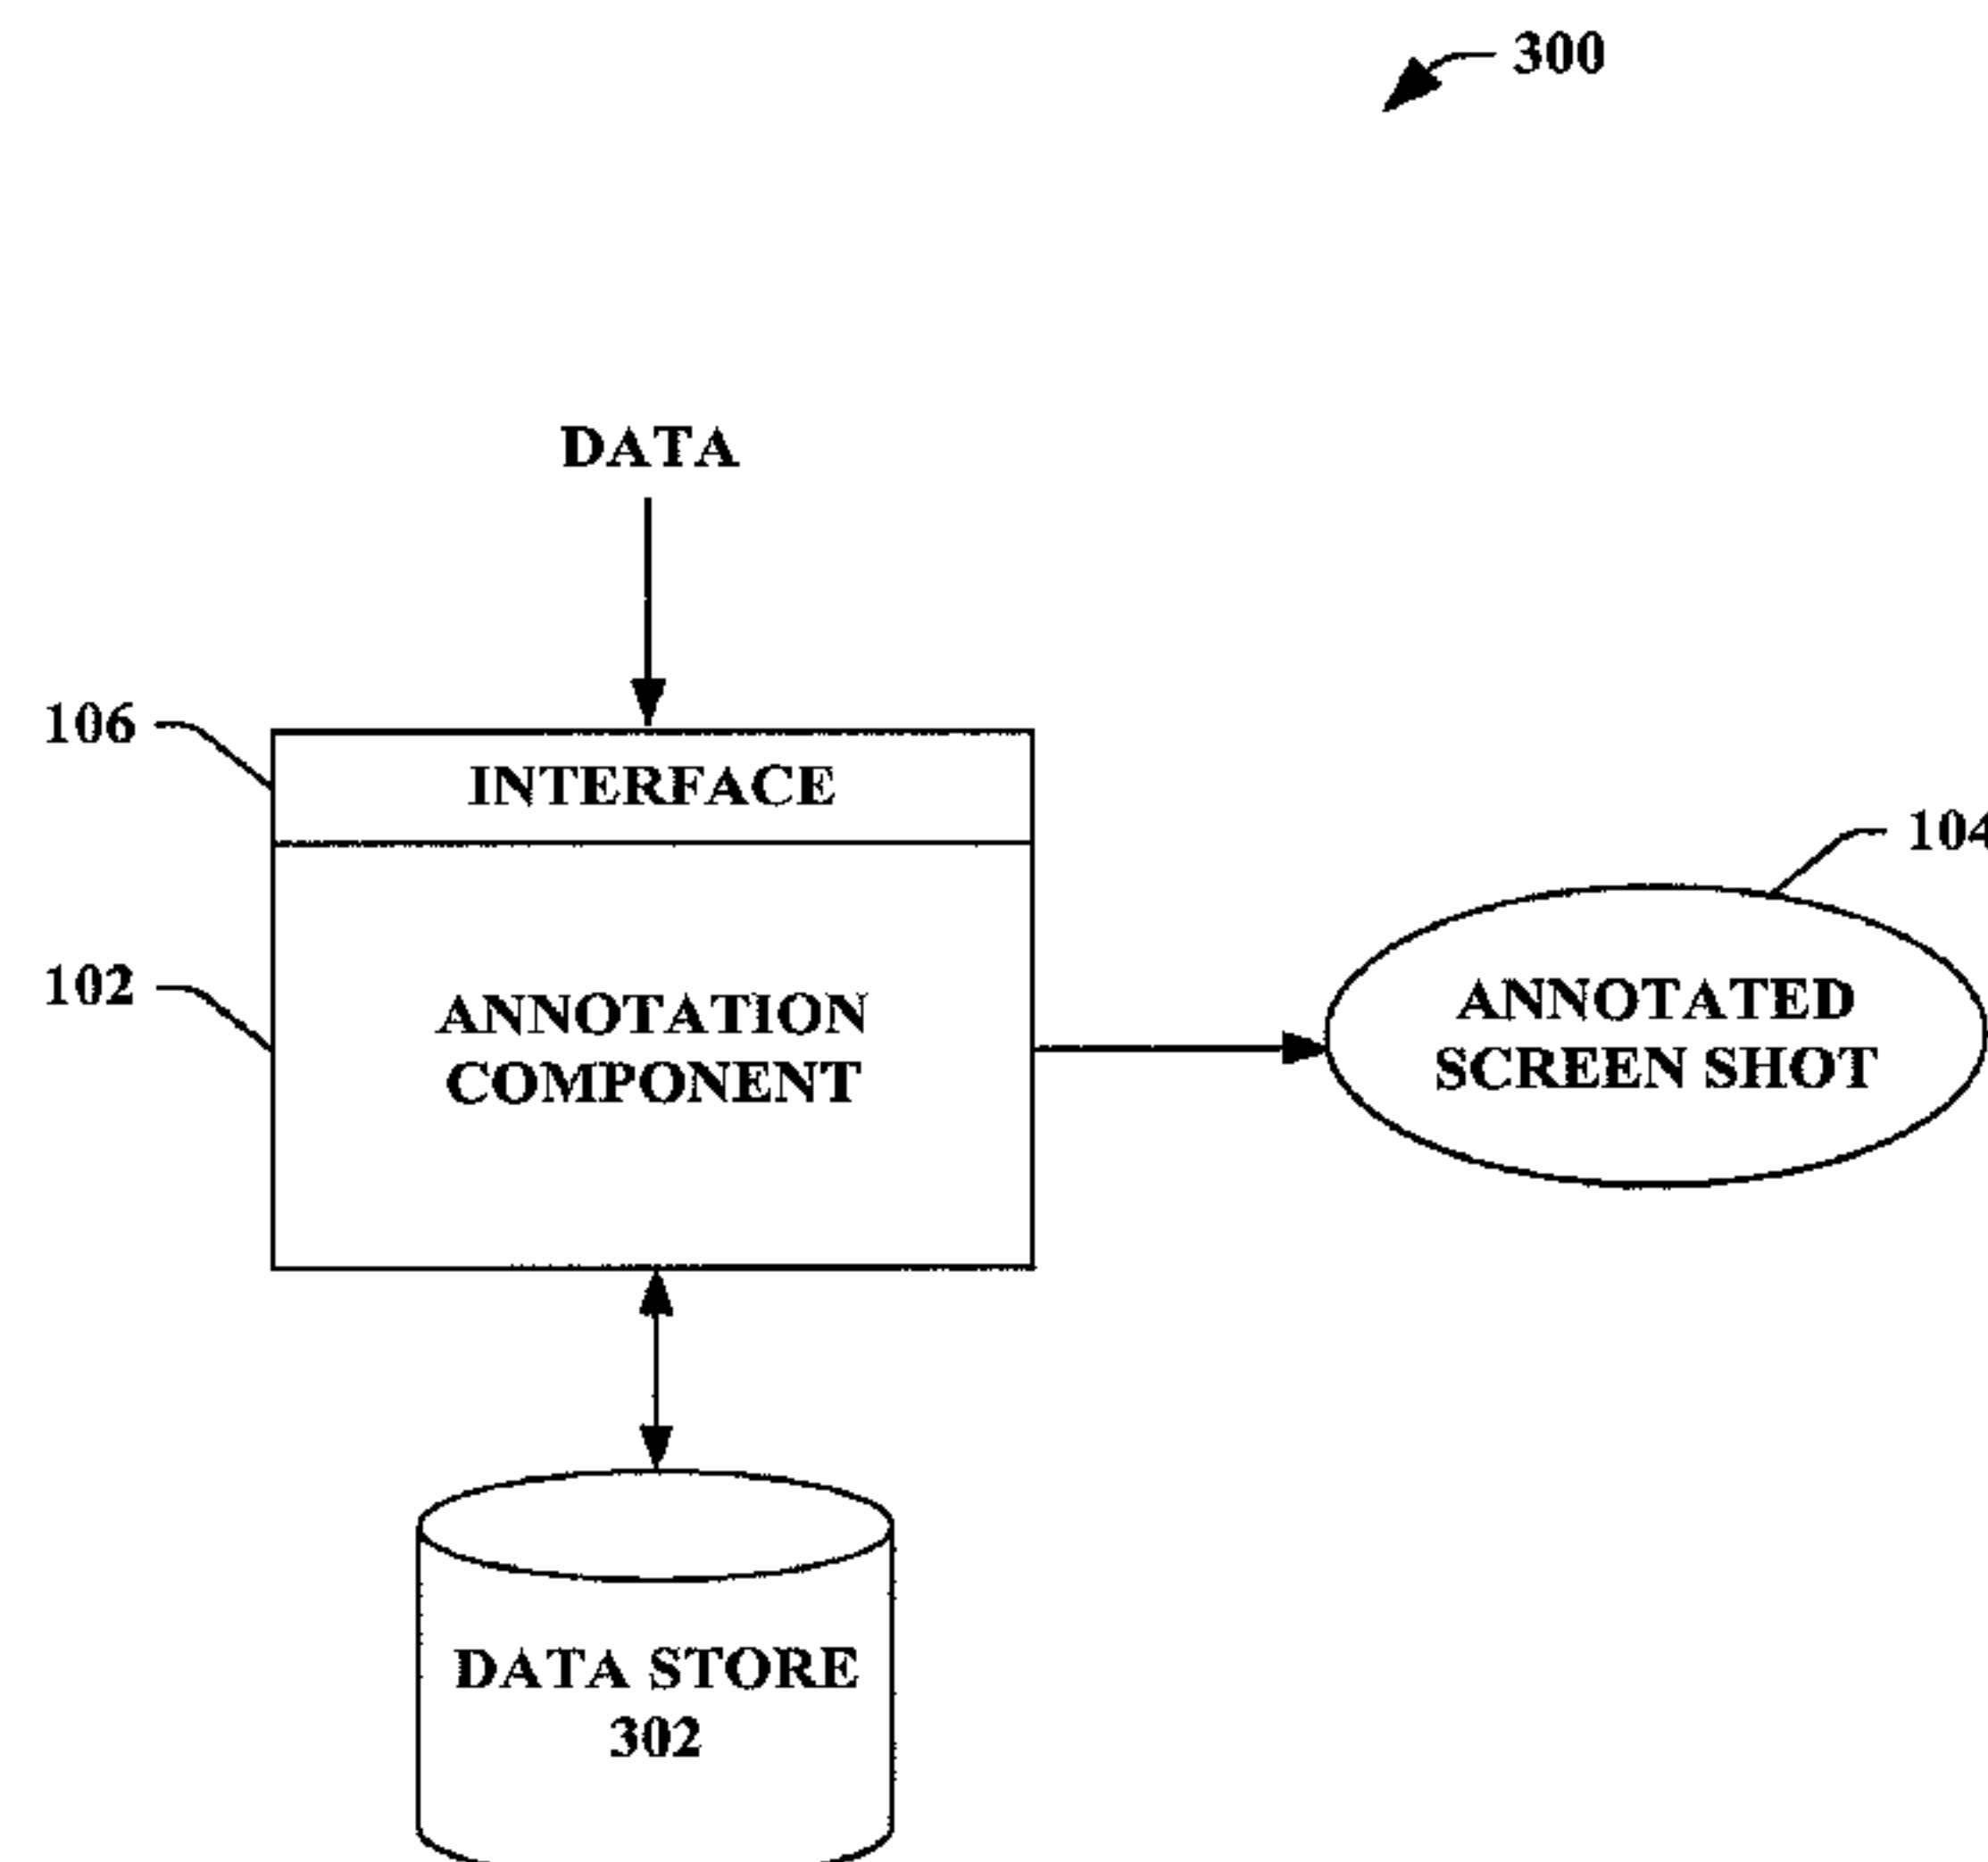 300
DATA
106
INTERFACE
104
102
ANNOTATION
COMPONENT
ANNOTATED
SCREEN SHOT
DATA STORE
302